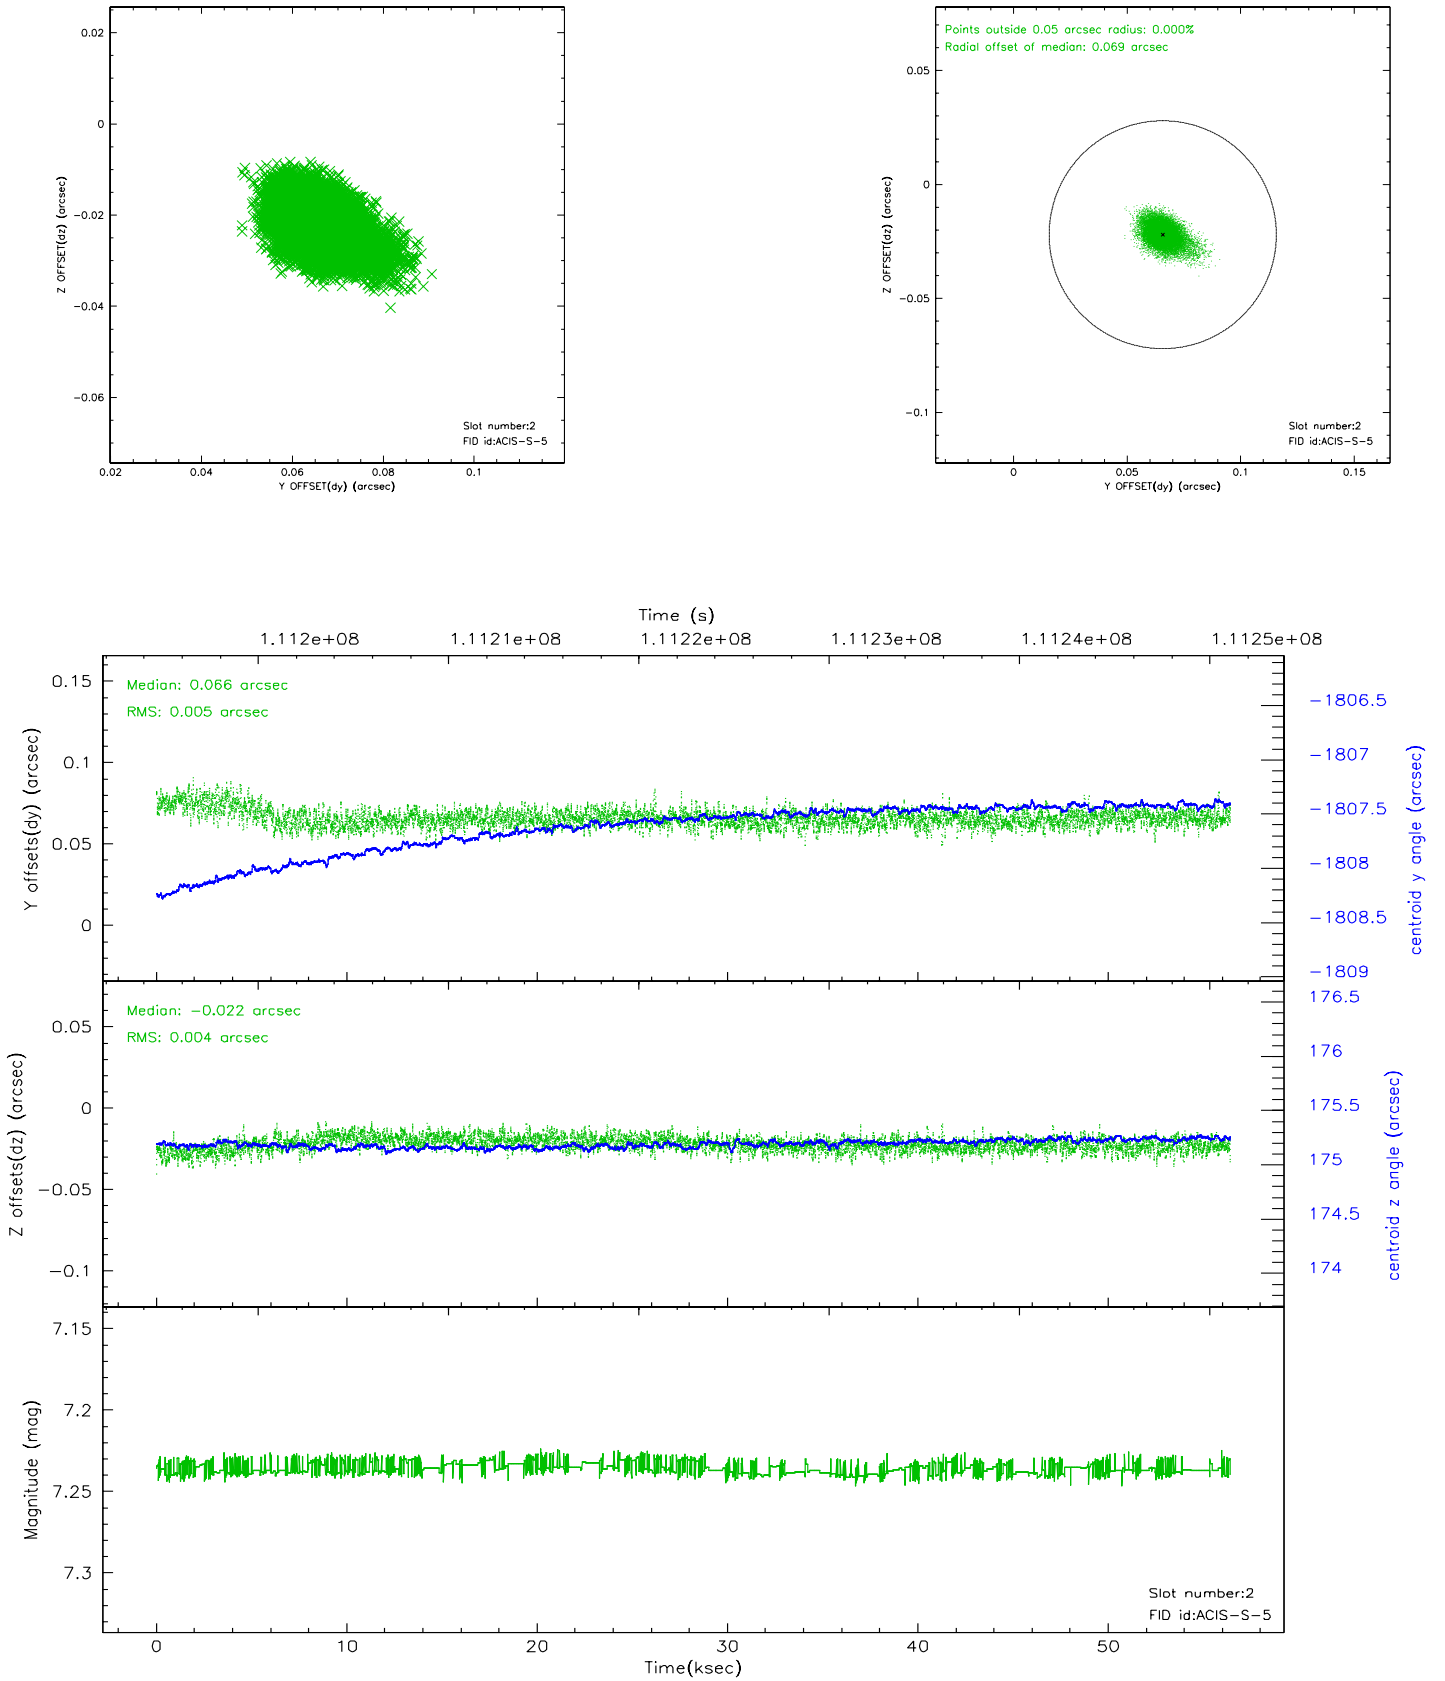 0.02
0
-0.02
-0.04
-0.06
Z OFFSET(dz) (arcsec)
Slot number:2
FID id:ACIS-S-5
0.02 0.04 0.06 0.08 0.1
Y OFFSET(dy) (arcsec)
Points outside 0.05 arcsec radius: 0.000%
Radial offset of median: 0.069 arcsec
0.05
0
-0.05
-0.1
Z OFFSET(dz) (arcsec)
Slot number:2
FID id:ACIS-S-5
0 0.05 0.1 0.15
Y OFFSET(dy) (arcsec)
Time (s)
1.112e+08 1.1121e+08 1.1122e+08 1.1123e+08 1.1124e+08 1.1125e+08
Median: 0.066 arcsec
RMS: 0.005 arcsec
0.15
0.1
0.05
0
Y offsets(dy) (arcsec)
-1806.5
-1807
-1807.5
-1808
-1808.5
-1809
centroid y angle (arcsec)
Median: -0.022 arcsec
RMS: 0.004 arcsec
0.05
0
-0.05
-0.1
Z offsets(dz) (arcsec)
176.5
176
175.5
175
174.5
174
centroid z angle (arcsec)
7.15
7.2
7.25
7.3
Magnitude (mag)
Slot number:2
FID id:ACIS-S-5
0 10 20 30 40 50
Time(ksec)